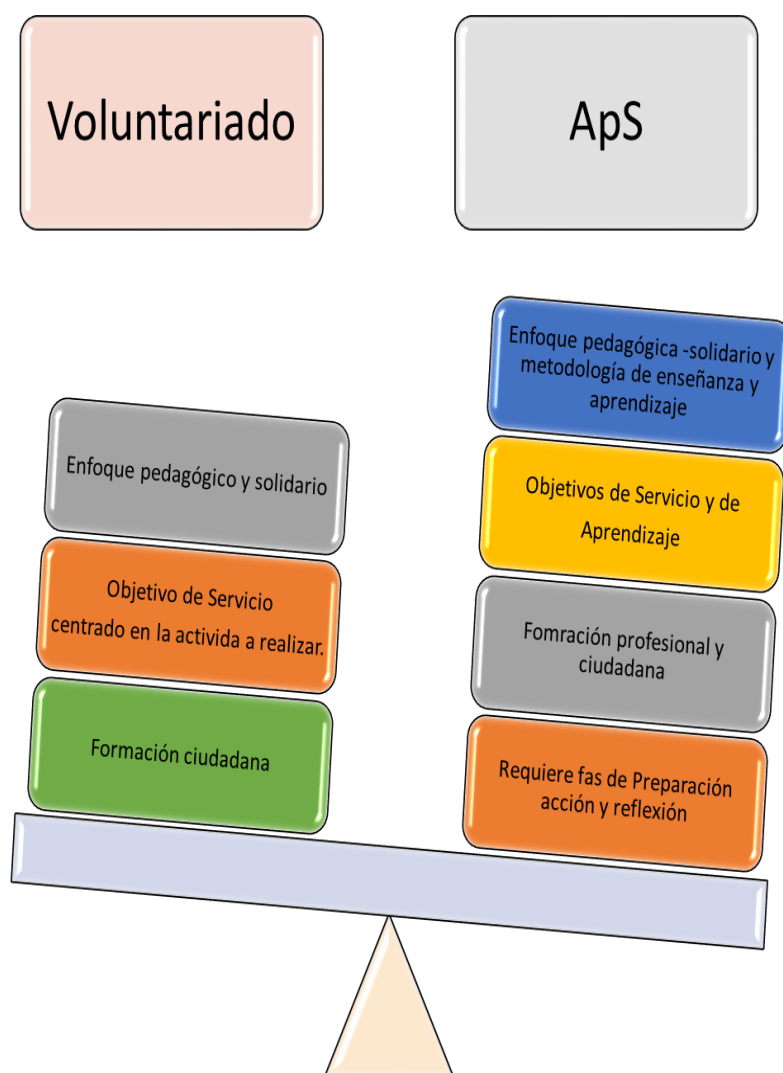 Voluntariado
ApS
Enfoque pedagógico y solidario
Objetivo de Servicio
centrado en la activida a realizar.
Formación ciudadana
Enfoque pedagógica -solidario y
metodología de enseñanza y
aprendizaje
Objetivos de Servicio y de
Aprendizaje
Fomración profesional y
ciudadana
Requiere fas de Preparación
acción y reflexión